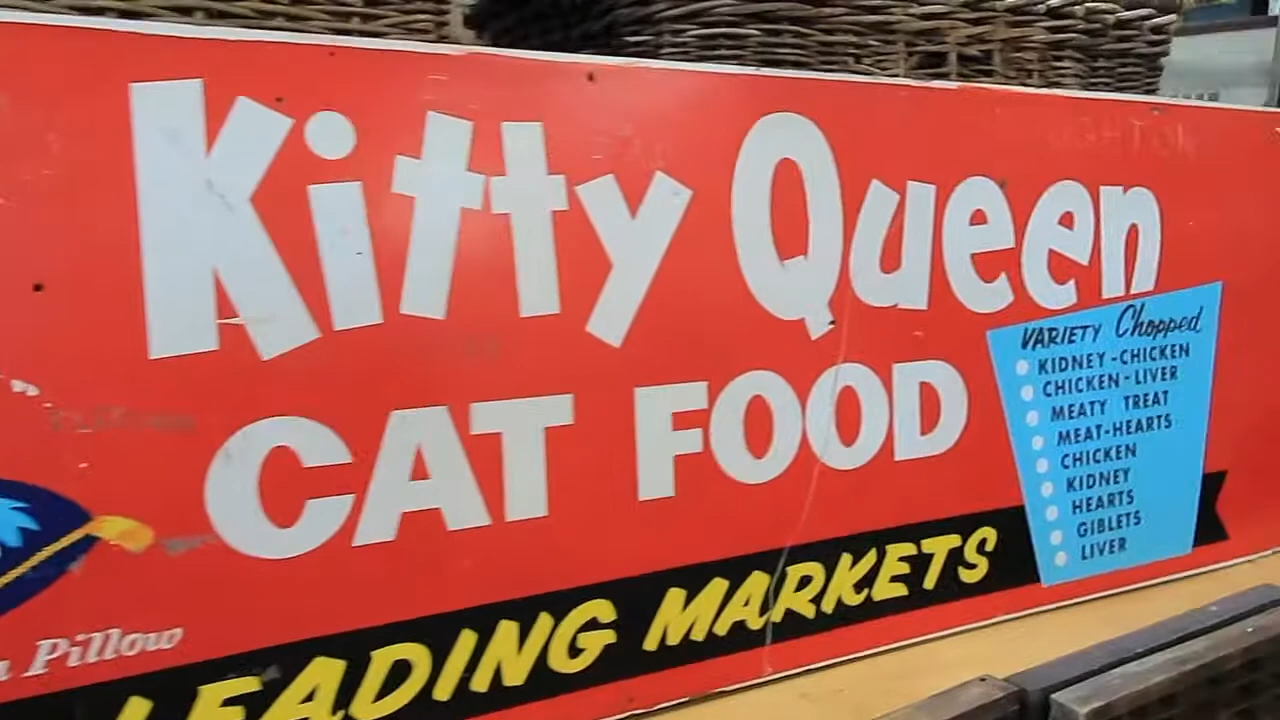 Kitty Queen
CAT FOOD
VARIETY Chopped
KIDNEY-CHICKEN
CHICKEN-LIVER
MEATY TREAT
MEAT-HEARTS
CHICKEN
KIDNEY
HEARTS
GIBLETS
LIVER
Pillow
LEADING MARKETS